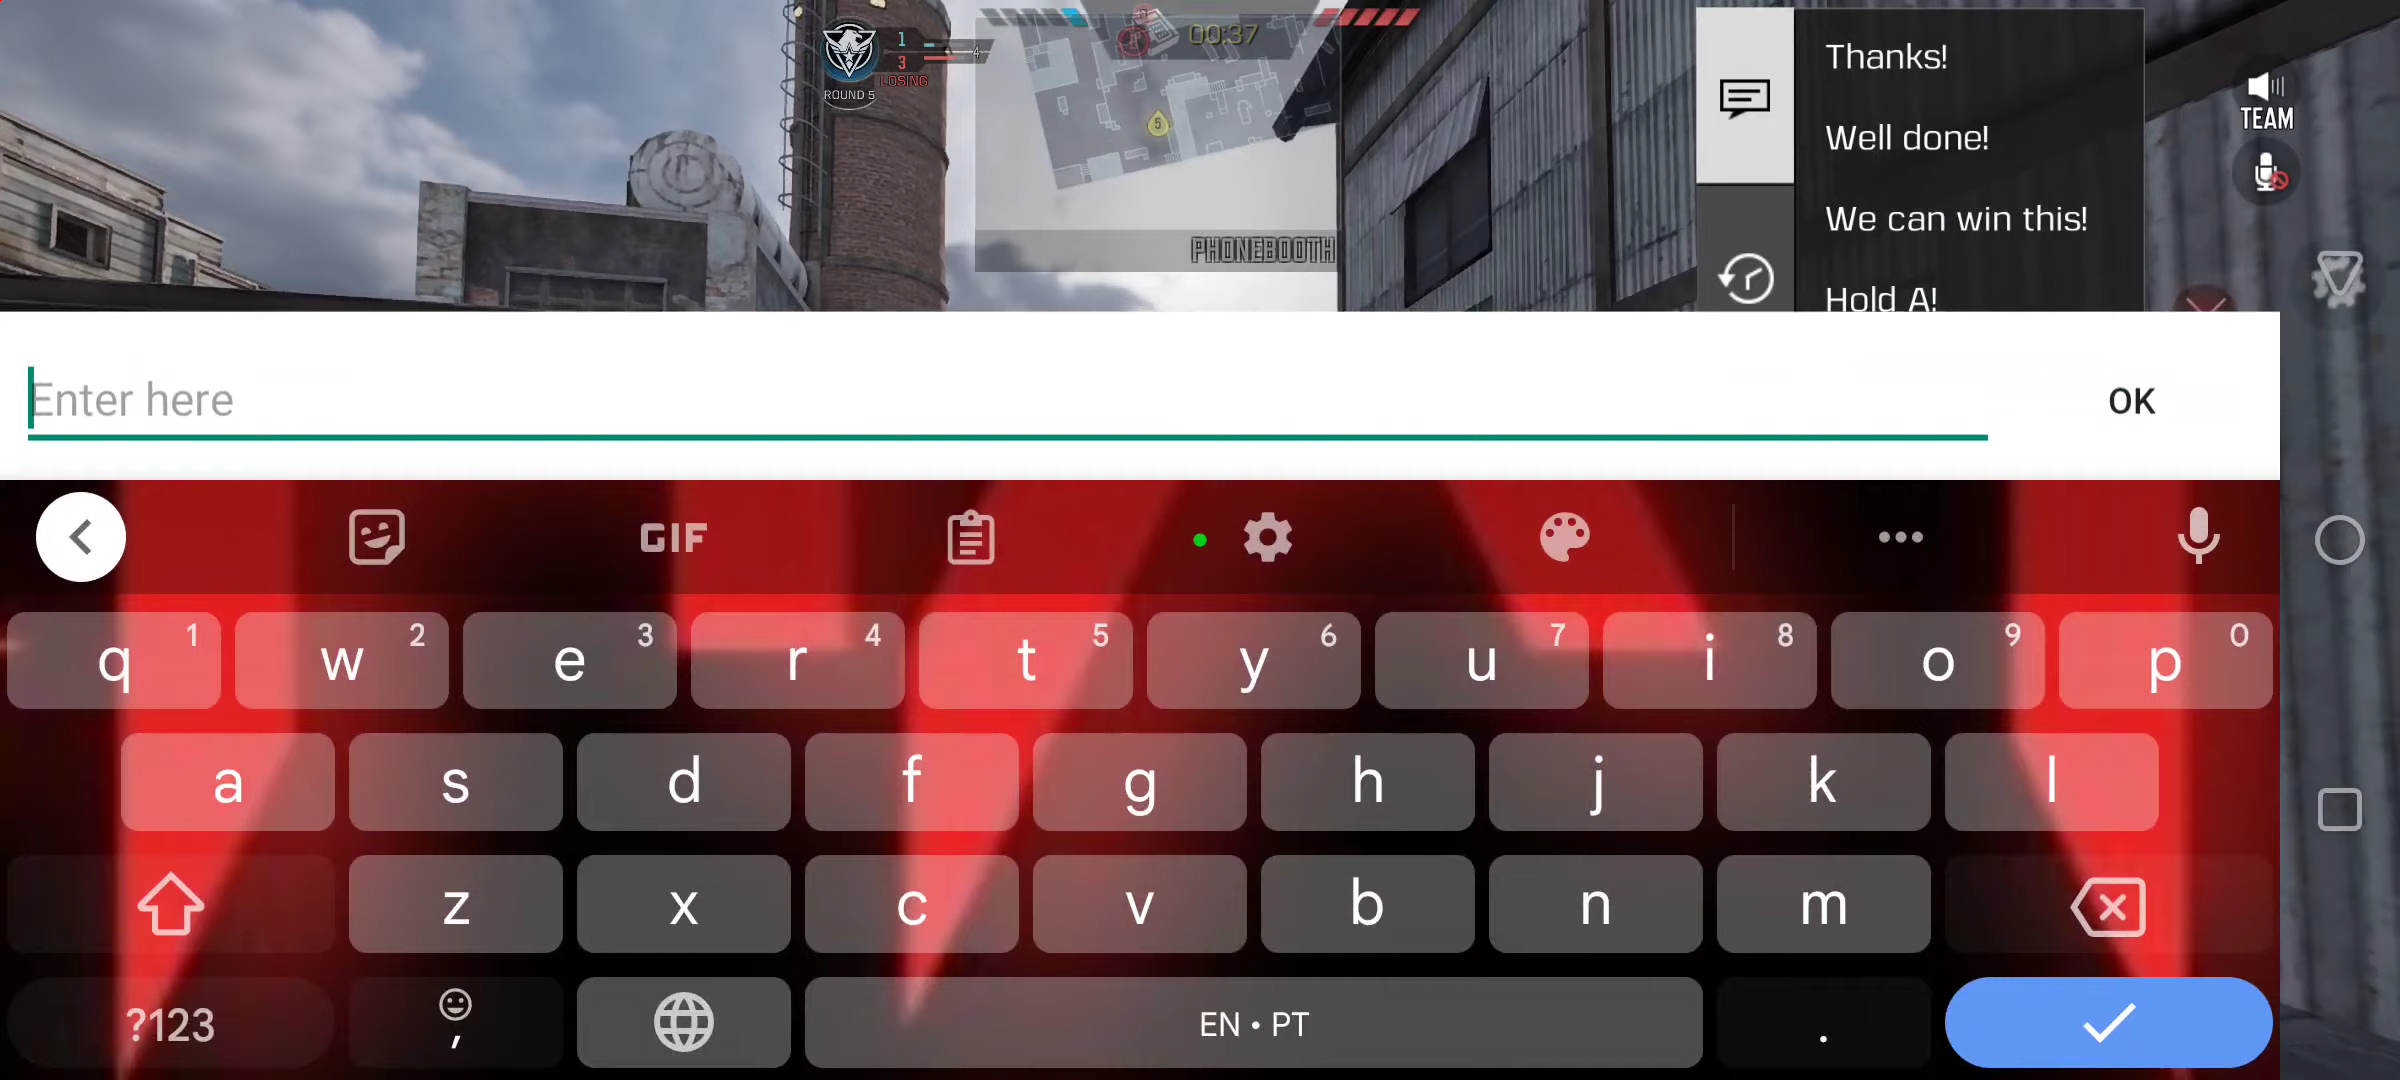 1
3
4
LOSING
ROUND 5
00:37
5
PHONEBOOTH
Thanks!
Well done!
We can win this!
Hold A!
TEAM
Enter here
OK
GIF
q 1 w 2 e 3 r 4 t 5 y 6 u 7 i 8 o 9 p 0
a s d f g h j k l
z x c v b n m
?123 , EN • PT .